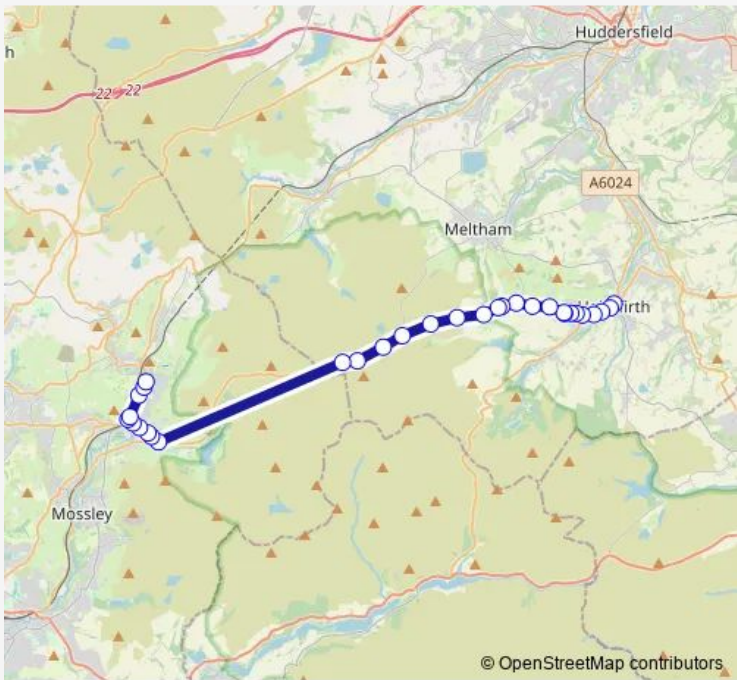 Huddersfield
h
22 22
A6024
Meltham
Mossley
© OpenStreetMap contributors